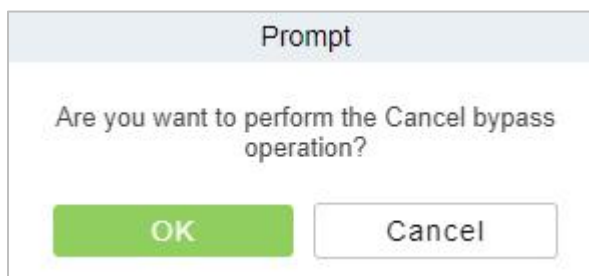 Prompt
Are you want to perform the Cancel bypass
operation?
OK
Cancel